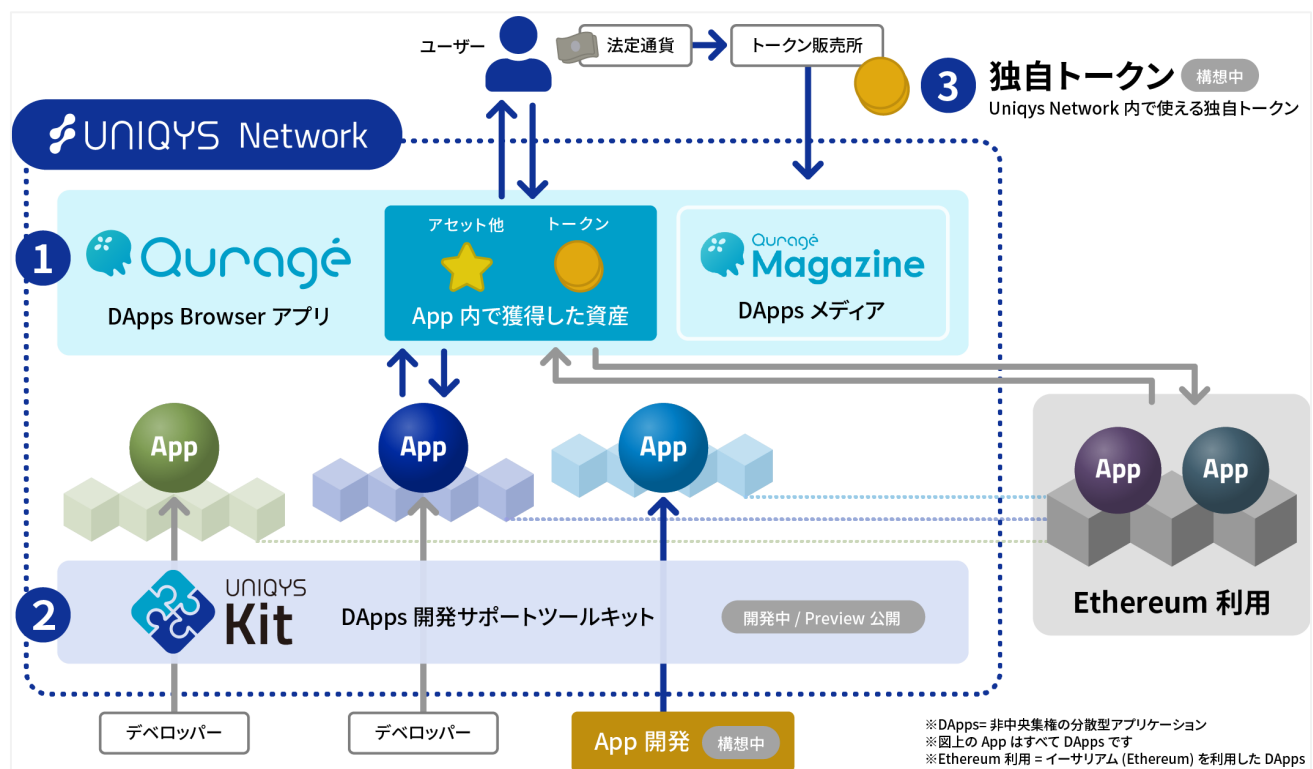 ユーザー
法定通貨
トークン販売所
3
独自トークン
構想中
Uniqys Network 内で使える独自トークン
UNIQYS Network
1
Quragé
DApps Browser アプリ
アセット他
トークン
App 内で獲得した資産
Quragé
Magazine
DApps メディア
App
App
App
App
App
Ethereum 利用
2
UNIQYS
Kit
DApps 開発サポートツールキット
開発中 / Preview 公開
デベロッパー
デベロッパー
App 開発
構想中
※DApps= 非中央集権の分散型アプリケーション
※図上の App はすべて DApps です
※Ethereum 利用 = イーサリアム (Ethereum) を利用した DApps